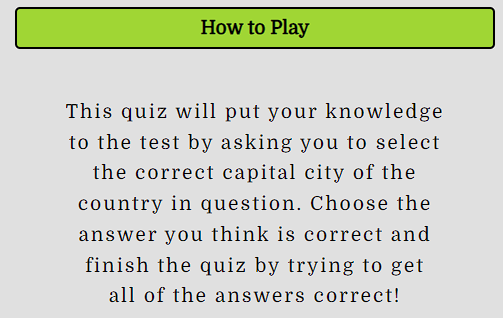 How to Play
This quiz will put your knowledge
to the test by asking you to select
the correct capital city of the
country in question. Choose the
answer you think is correct and
finish the quiz by trying to get
all of the answers correct!